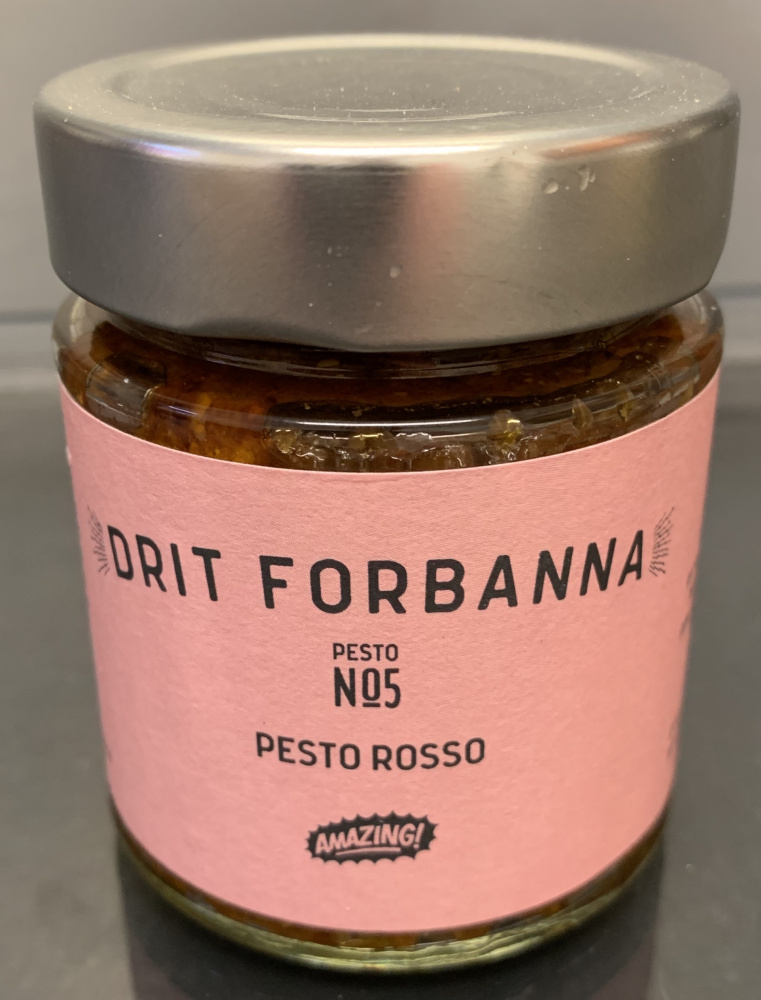 DRIT FORBANNA
PESTO
Nº5
PESTO ROSSO
AMAZING!